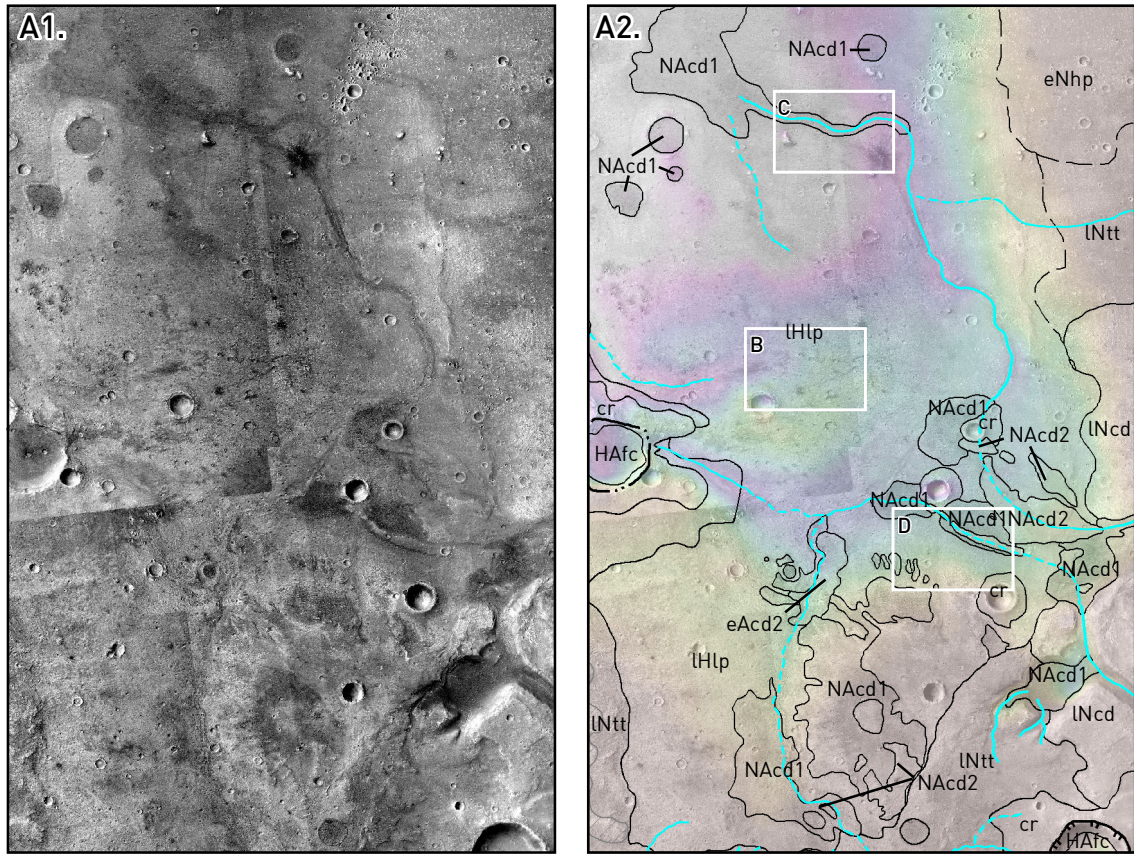 A1.
A2.
NAcd1
NAcd1
eNhp
C
NAcd1
lNtt
B
lHlp
cr
HAfc
NAcd1
cr
NAcd2
lNcd
NAcd1
NAcd1
NAcd2
D
NAcd1
cr
eAcd2
lHlp
NAcd1
NAcd1
lNtt
lNcd
lNtt
NAcd1
NAcd2
cr
HAfc